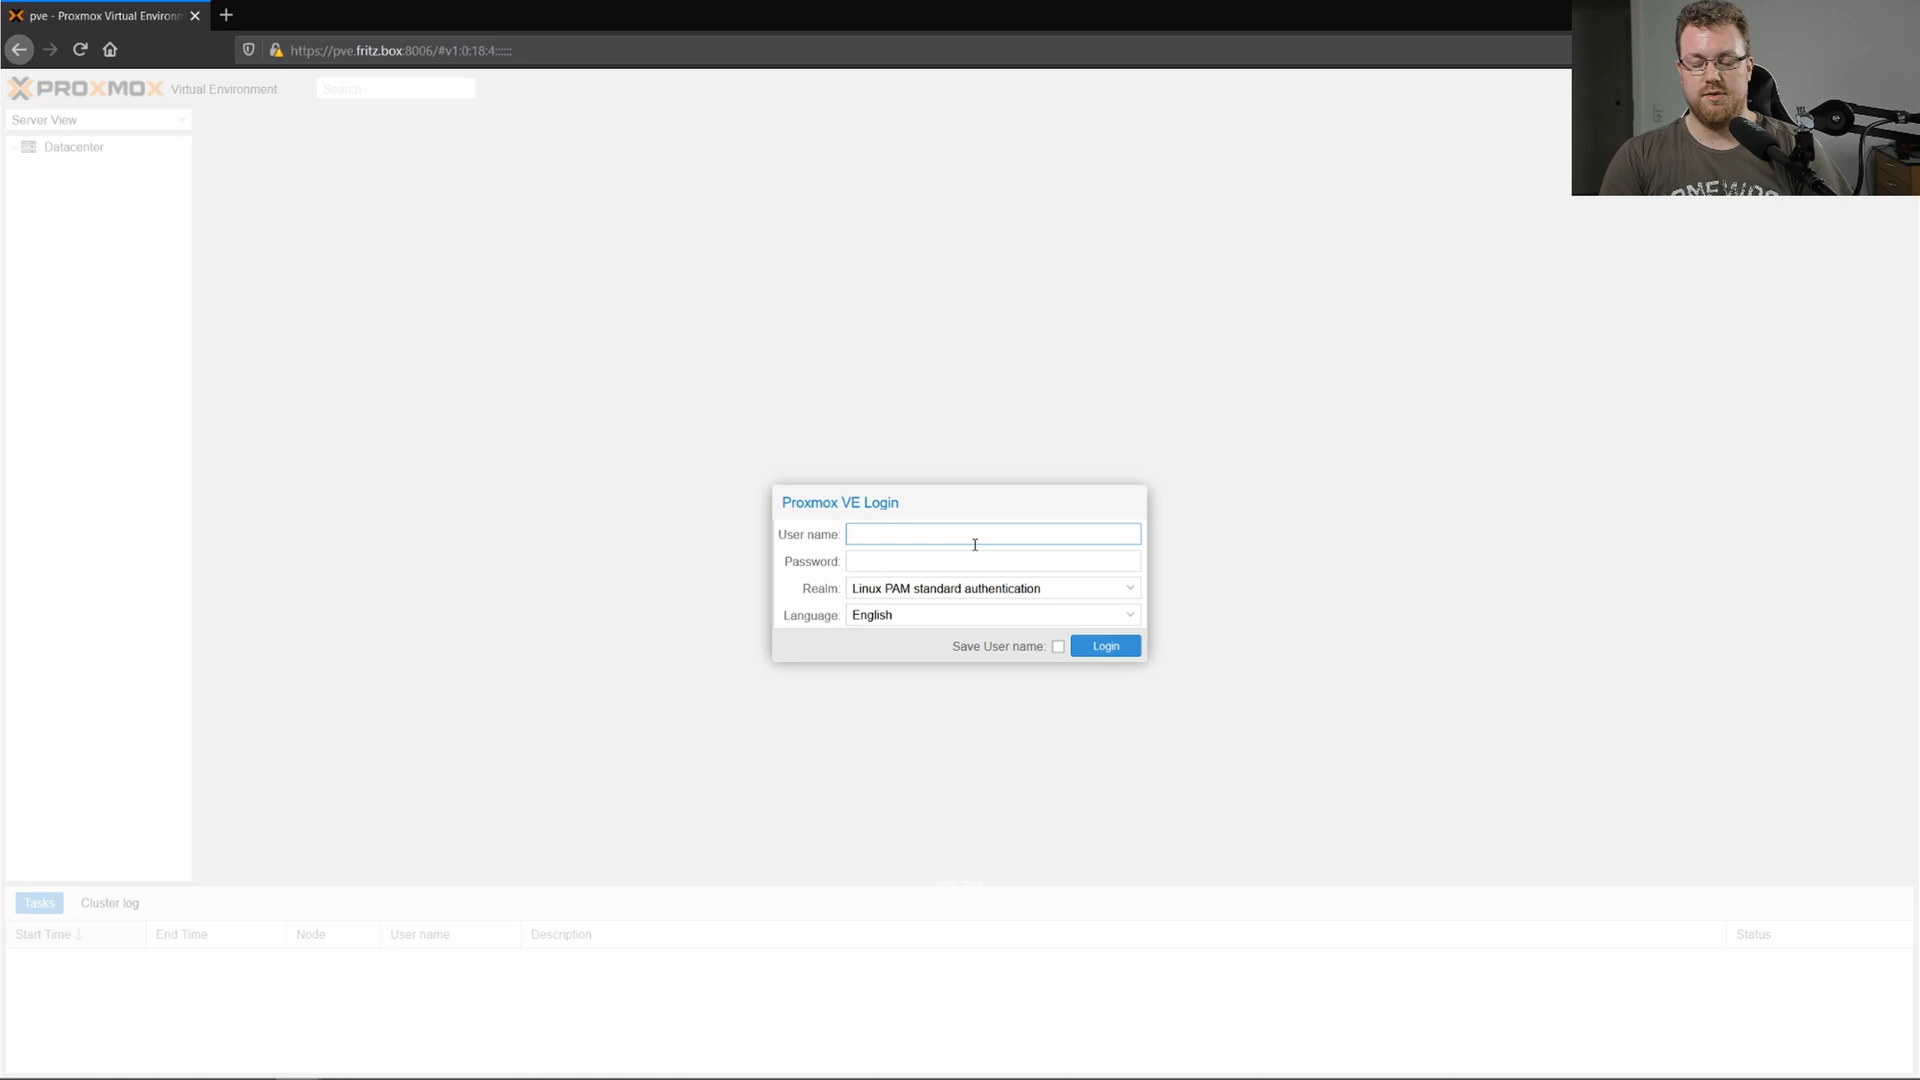 pve - Proxmox Virtual Environm
https://pve.fritz.box:8006/#v1:0:18:4::::::
PROXMOX Virtual Environment Search
Server View
Datacenter
Proxmox VE Login
User name:
Password:
Realm: Linux PAM standard authentication
Language: English
Save User name: Login
Tasks Cluster log
Start Time End Time Node User name Description Status